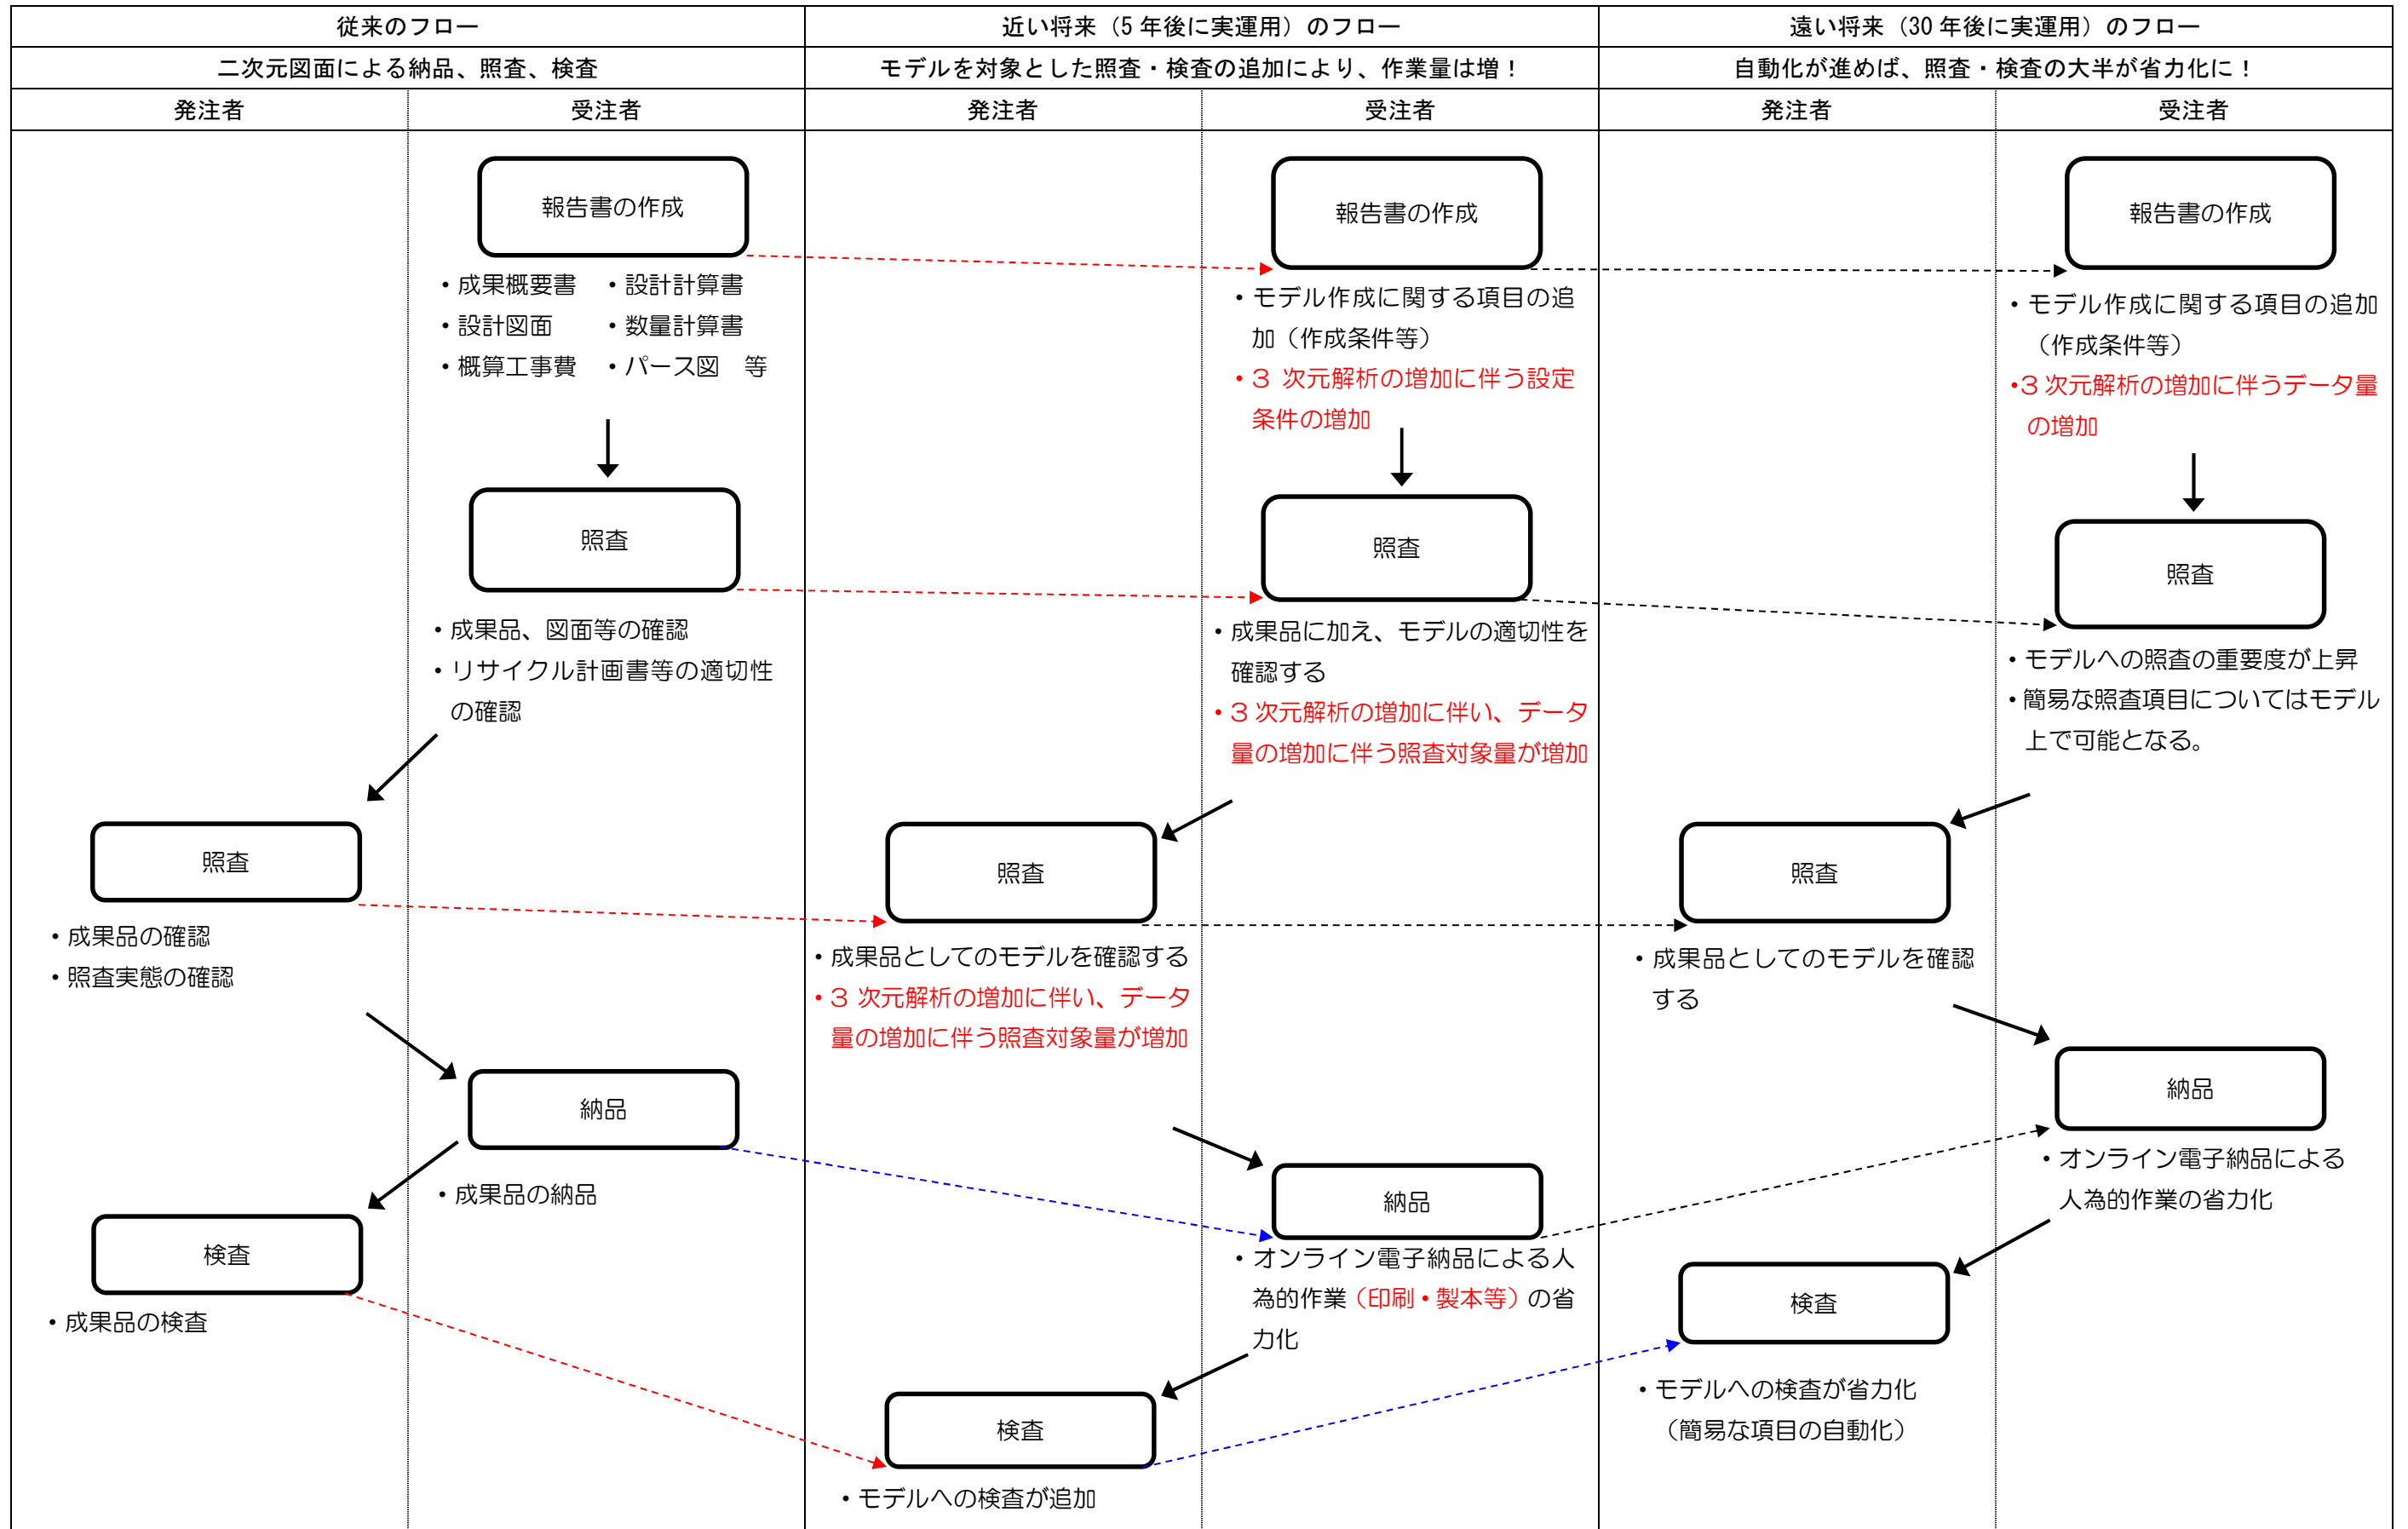 従来のフロー
二次元図面による納品、照査、検査
発注者
受注者
報告書の作成
・成果概要書 ・設計計算書
・設計図面 ・数量計算書
・概算工事費 ・パース図 等
照査
・成果品、図面等の確認
・リサイクル計画書等の適切性
の確認
照査
・成果品の確認
・照査実態の確認
納品
・成果品の納品
検査
・成果品の検査
近い将来（5 年後に実運用）のフロー
モデルを対象とした照査・検査の追加により、作業量は増！
発注者
受注者
報告書の作成
・モデル作成に関する項目の追
加（作成条件等）
・３ 次元解析の増加に伴う設定
条件の増加
照査
・成果品に加え、モデルの適切性を
確認する
・３ 次元解析の増加に伴い、データ
量の増加に伴う照査対象量が増加
照査
・成果品としてのモデルを確認する
・３ 次元解析の増加に伴い、データ
量の増加に伴う照査対象量が増加
納品
・オンライン電子納品による人
為的作業（印刷・製本等）の省
力化
検査
・モデルへの検査が追加
遠い将来（30 年後に実運用）のフロー
自動化が進めば、照査・検査の大半が省力化に！
発注者
受注者
報告書の作成
・モデル作成に関する項目の追加
（作成条件等）
・３ 次元解析の増加に伴うデータ量
の増加
照査
・モデルへの照査の重要度が上昇
・簡易な照査項目についてはモデル
上で可能となる。
照査
・成果品としてのモデルを確認
する
納品
・オンライン電子納品による
人為的作業の省力化
検査
・モデルへの検査が省力化
（簡易な項目の自動化）